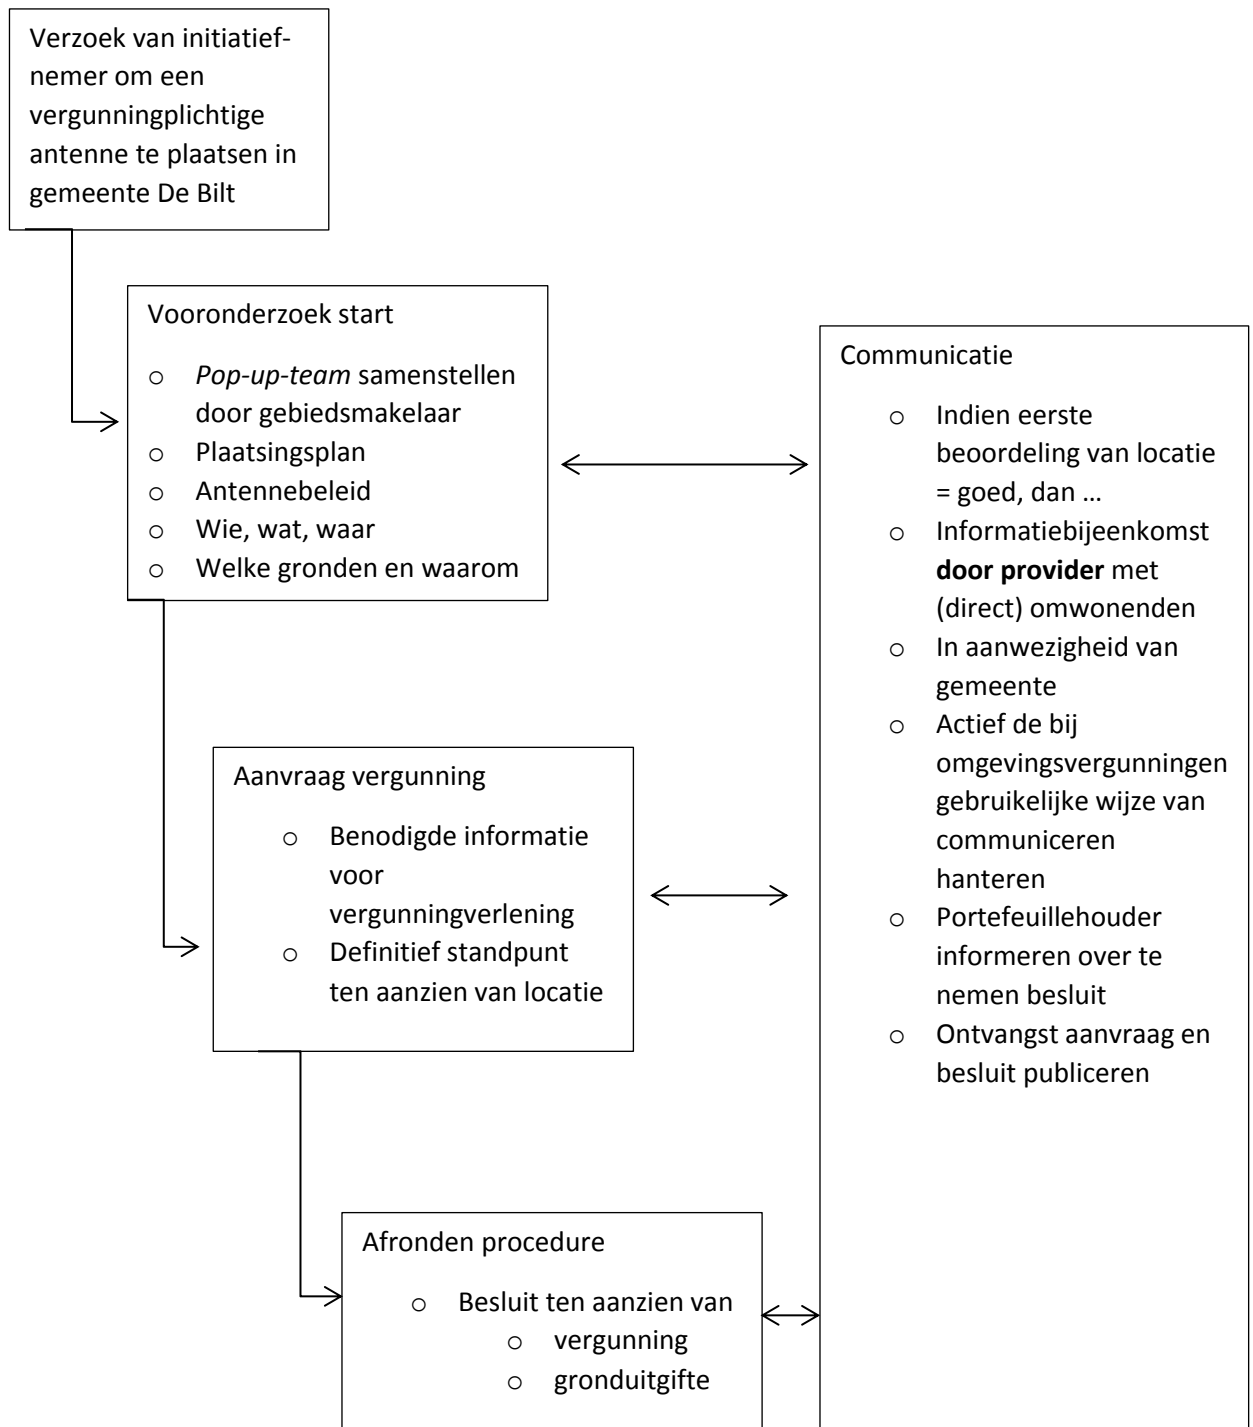 Verzoek van initiatief-
nemer om een
vergunningplichtige
antenne te plaatsen in
gemeente De Bilt
Vooronderzoek start
o Pop-up-team samenstellen
door gebiedsmakelaar
o Plaatsingsplan
o Antennebeleid
o Wie, wat, waar
o Welke gronden en waarom
Aanvraag vergunning
o Benodigde informatie
voor
vergunningverlening
o Definitief standpunt
ten aanzien van locatie
Afronden procedure
o Besluit ten aanzien van
o vergunning
o gronduitgifte
Communicatie
o Indien eerste
beoordeling van locatie
= goed, dan …
o Informatiebijeenkomst
door provider met
(direct) omwonenden
o In aanwezigheid van
gemeente
o Actief de bij
omgevingsvergunningen
gebruikelijke wijze van
communiceren
hanteren
o Portefeuillehouder
informeren over te
nemen besluit
o Ontvangst aanvraag en
besluit publiceren